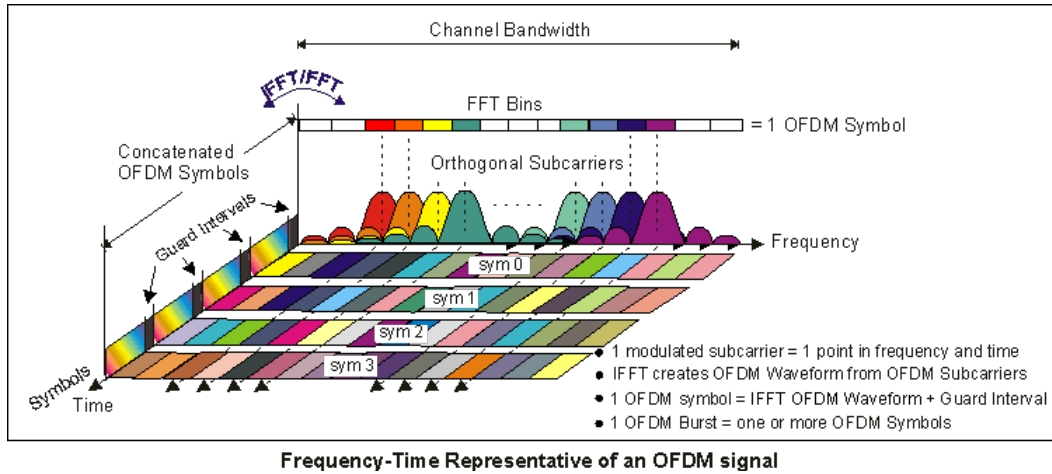 Channel Bandwidth
IFFT/FFT
FFT Bins
= 1 OFDM Symbol
Concatenated
OFDM Symbols
Orthogonal Subcarriers
Guard Intervals
Frequency
sym 0
sym 1
sym 2
sym 3
Symbols
Time
• 1 modulated subcarrier = 1 point in frequency and time
• IFFT creates OFDM Waveform from OFDM Subcarriers
• 1 OFDM symbol = IFFT OFDM Waveform + Guard Interval
• 1 OFDM Burst = one or more OFDM Symbols
Frequency-Time Representative of an OFDM signal